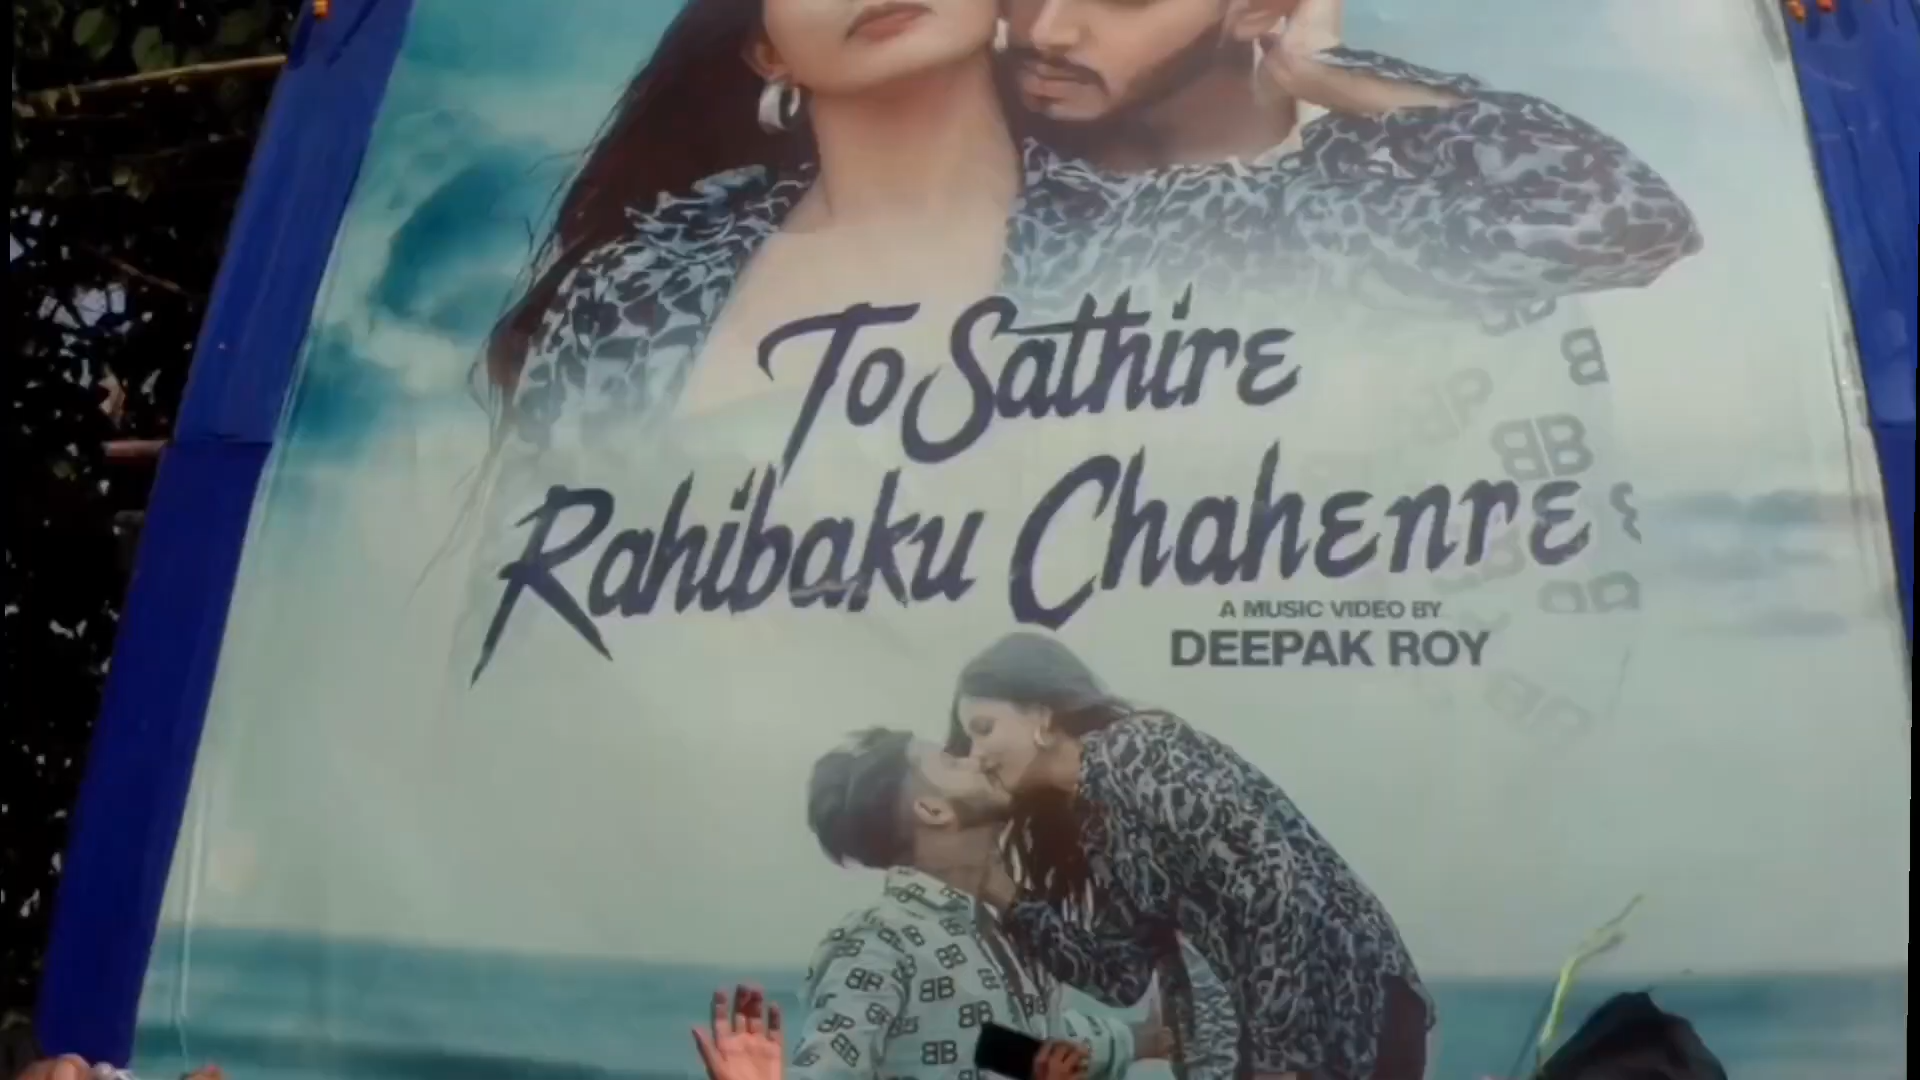 To Sathire
Rahibaku Chahenre
A MUSIC VIDEO BY
DEEPAK ROY